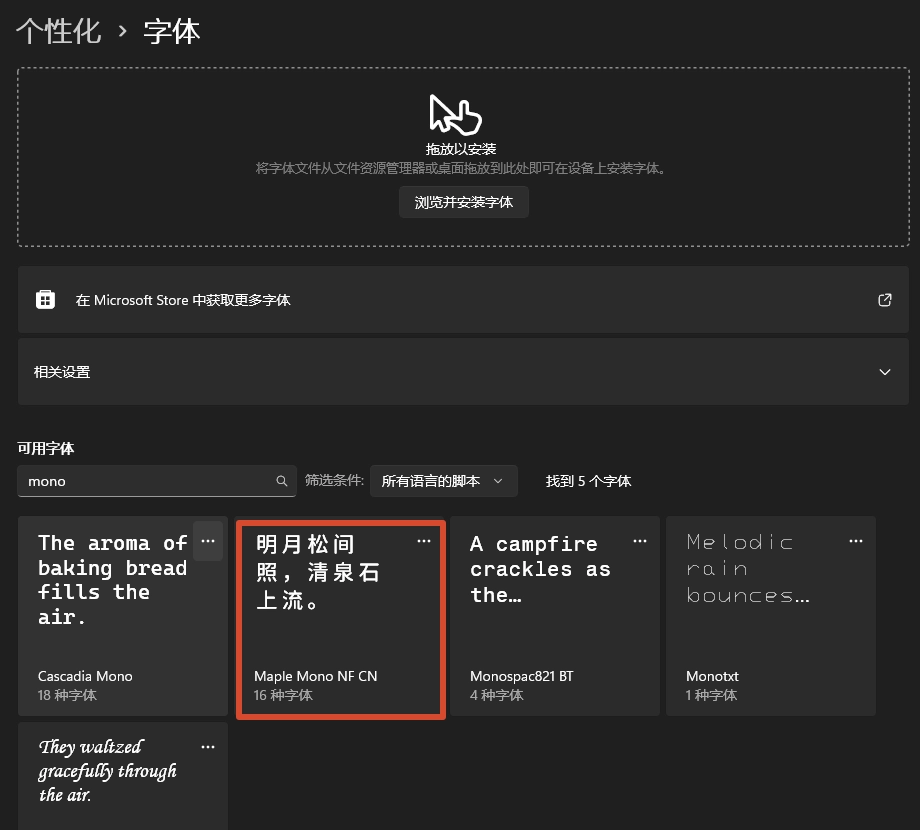 个性化 › 字体
拖放以安装
将字体文件从文件资源管理器或桌面拖放到此处即可在设备上安装字体。
浏览并安装字体
在 Microsoft Store 中获取更多字体
相关设置
可用字体
mono
筛选条件:
所有语言的脚本
找到 5 个字体
The aroma of
baking bread
fills the
air.
Cascadia Mono
18 种字体
明月松间
照，清泉石
上流。
Maple Mono NF CN
16 种字体
A campfire
crackles as
the…
Monospac821 BT
4 种字体
Melodic
rain
bounces...
Monotxt
1 种字体
They waltzed
gracefully through
the air.